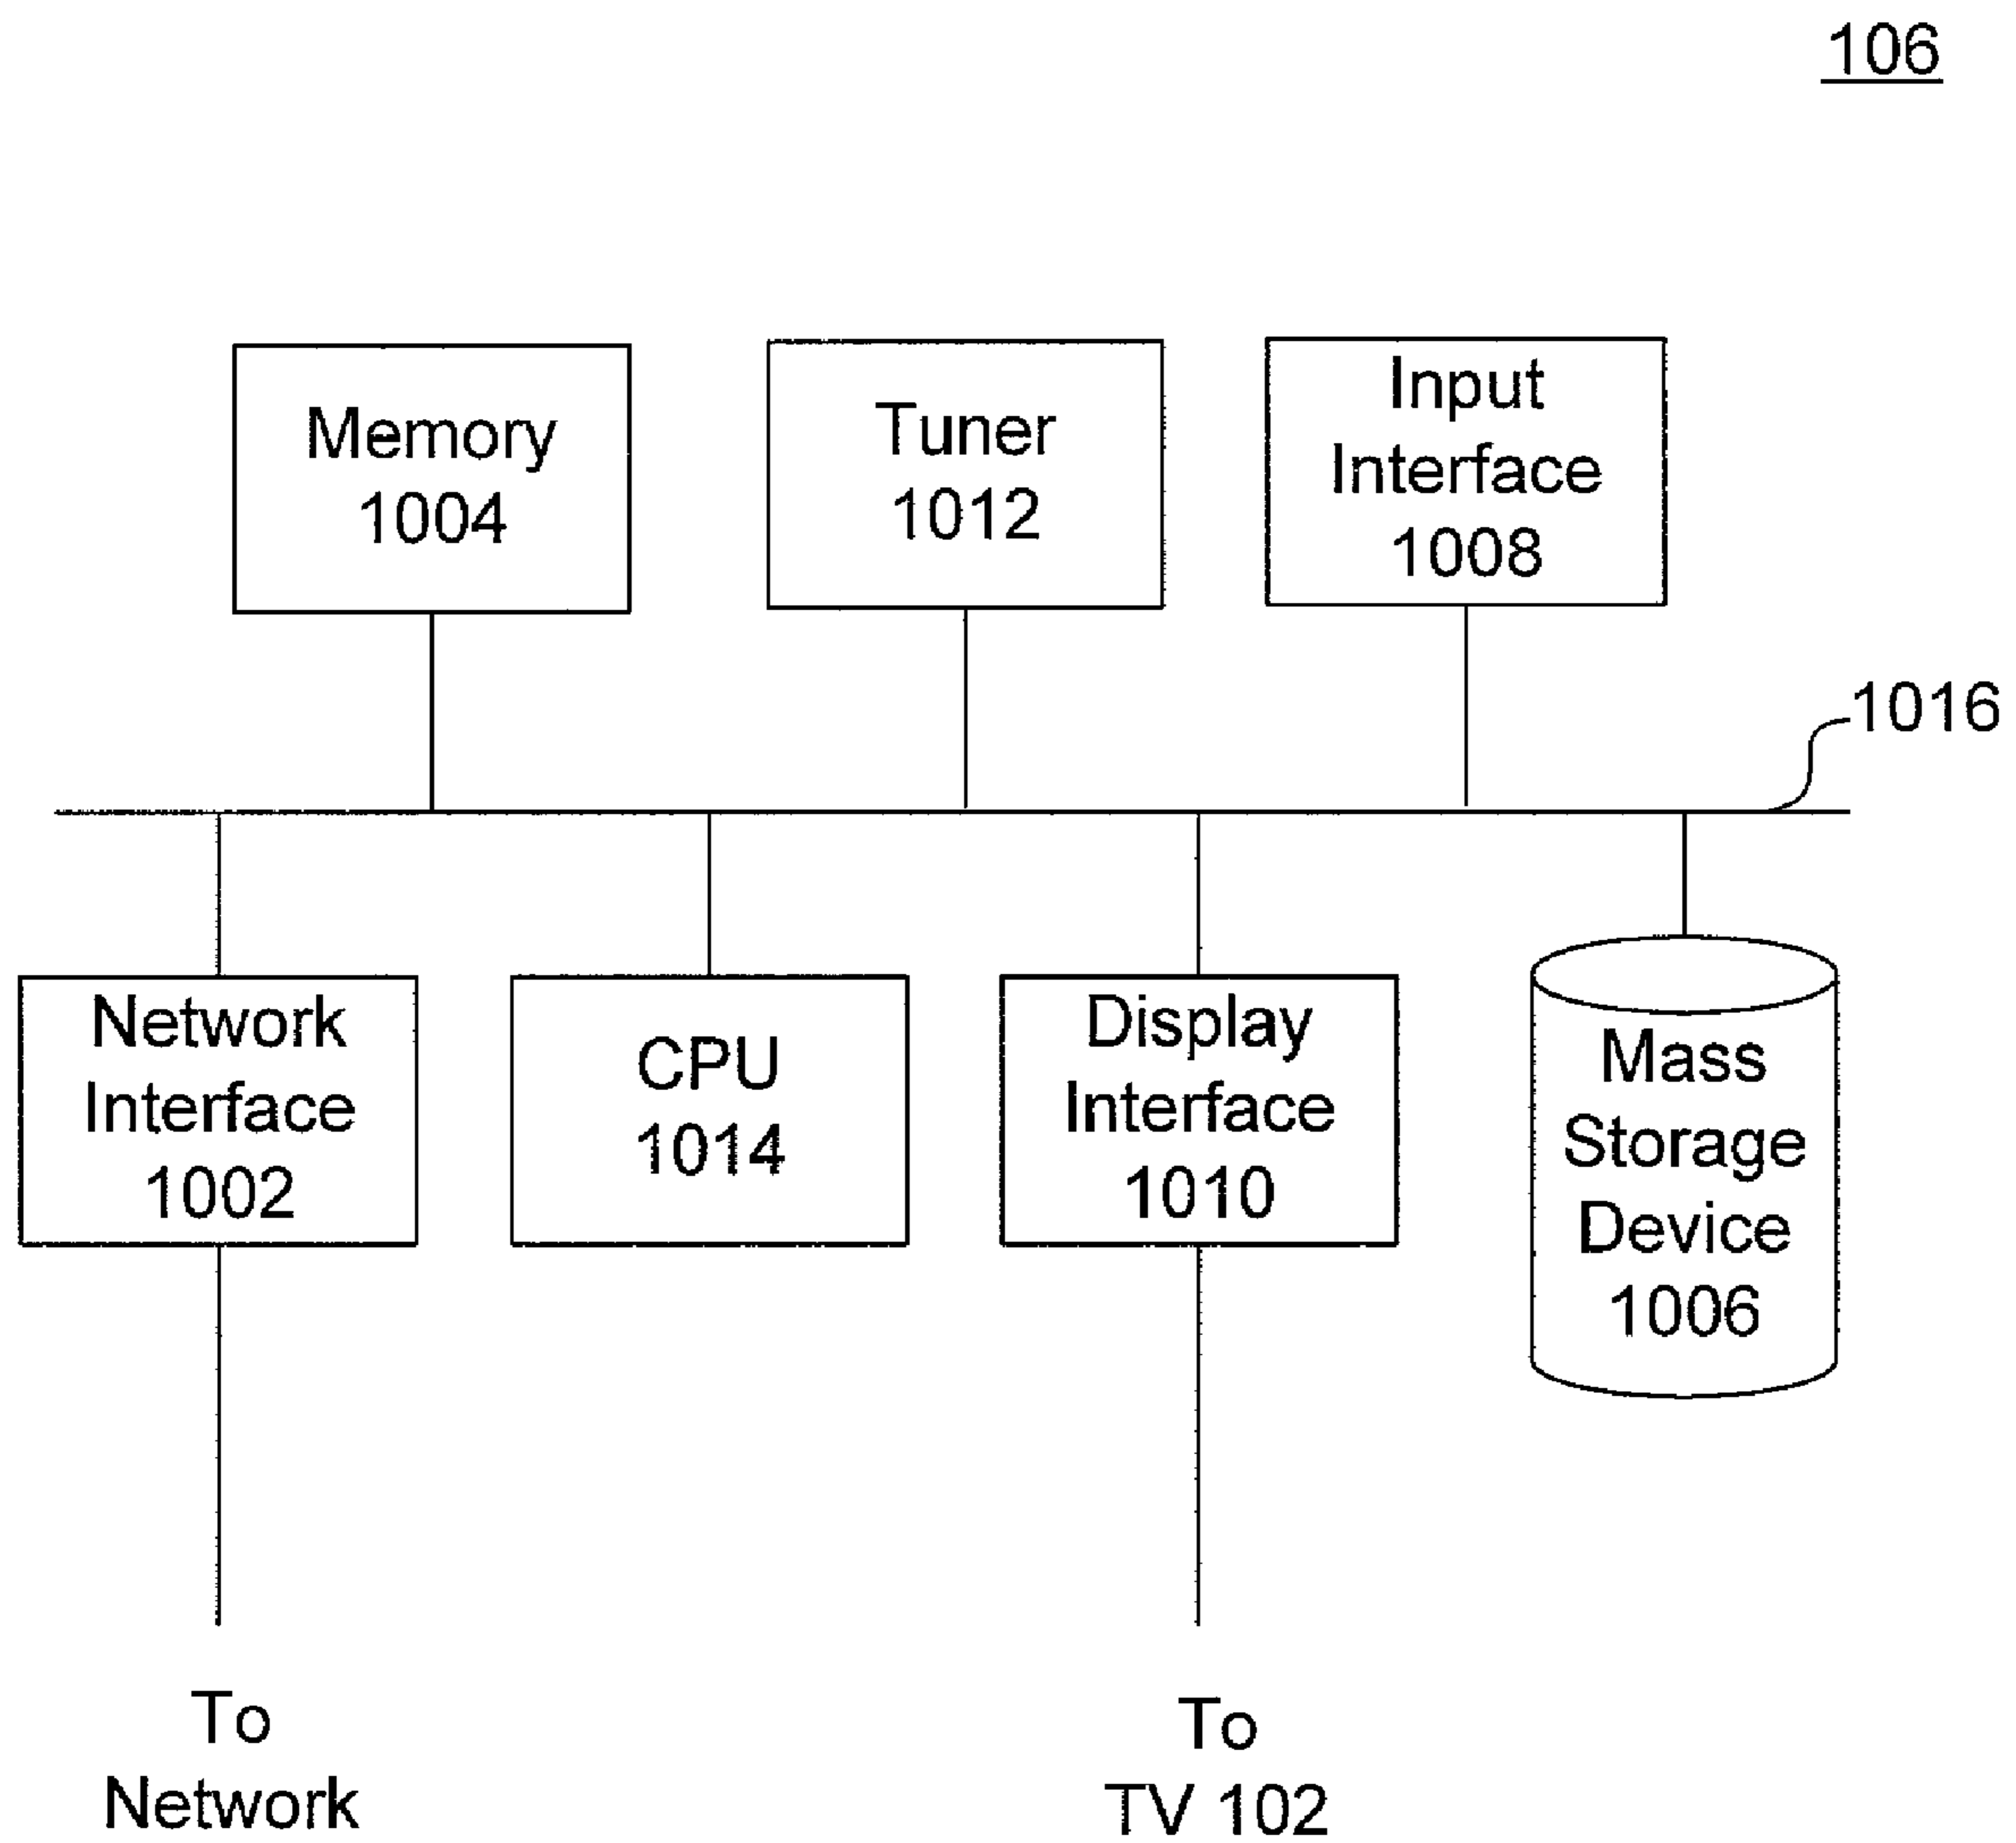 106
Memory
1004
Tuner
1012
Input
Interface
1008
1016
Network
Interface
1002
CPU
1014
Display
Interface
1010
Mass
Storage
Device
1006
To
Network
To
TV 102